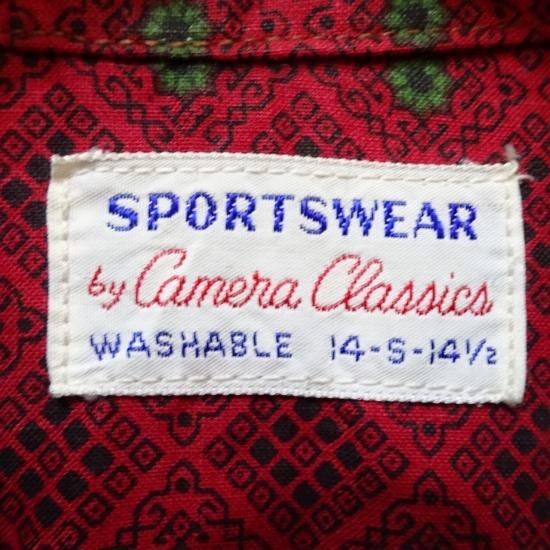 SPORTSWEAR
by Camera Classics
WASHABLE 14-S-14½